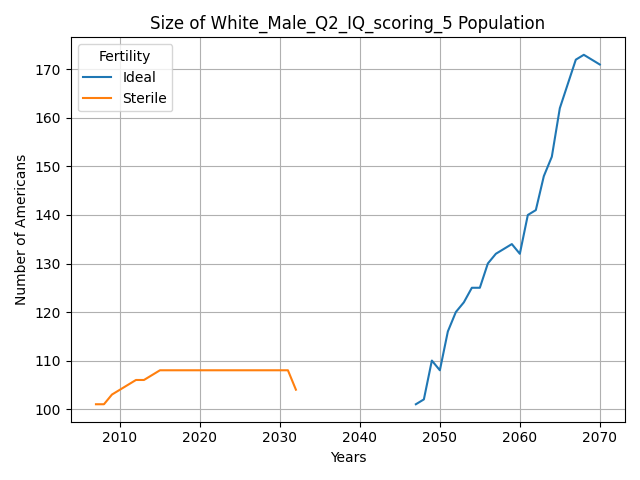 Size of White_Male_Q2_IQ_scoring_5 Population
Fertility
Ideal
Sterile
Number of Americans
170
160
150
140
130
120
110
100
2010 2020 2030 2040 2050 2060 2070
Years